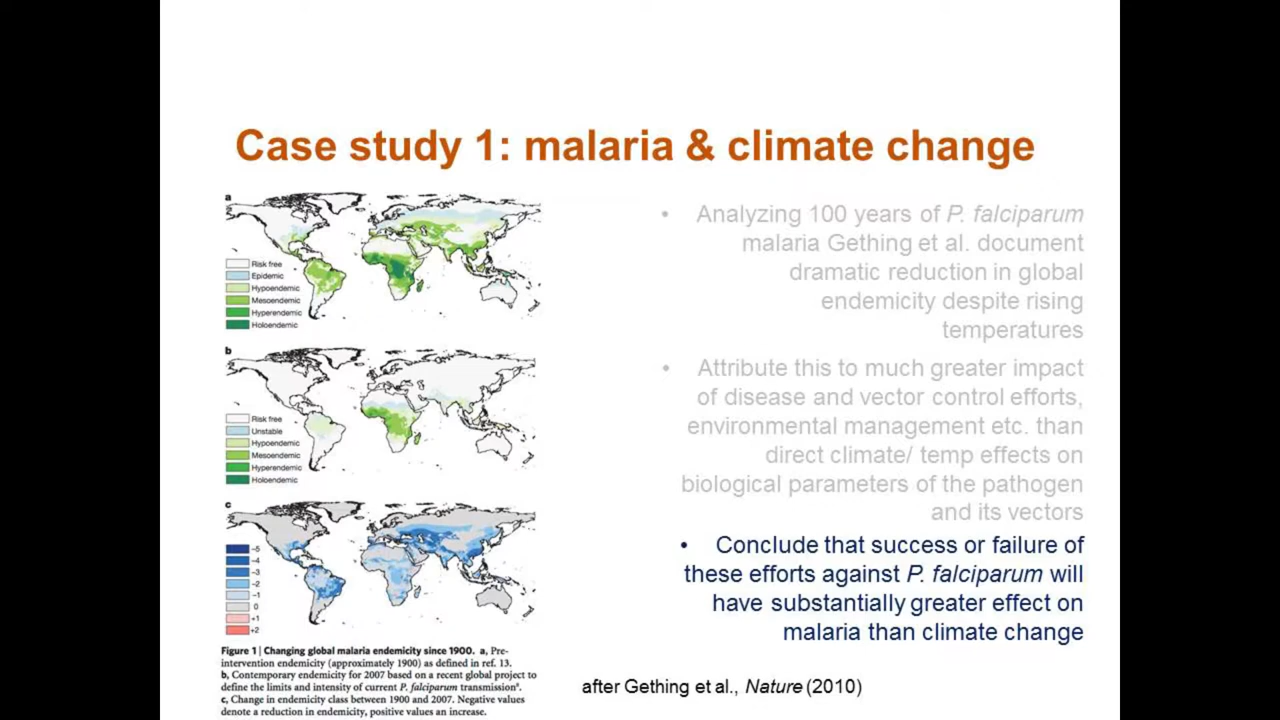 Case study 1: malaria & climate change
a
Risk free
Epidemic
Hypoendemic
Mesoendemic
Hyperendemic
Holoendemic
b
Risk free
Unstable
Hypoendemic
Mesoendemic
Hyperendemic
Holoendemic
c
–5
–4
–3
–2
–1
0
+1
+2
Figure 1 | Changing global malaria endemicity since 1900. a, Pre-
intervention endemicity (approximately 1900) as defined in ref. 13.
b, Contemporary endemicity for 2007 based on a recent global project to
define the limits and intensity of current P. falciparum transmission⁹.
c, Change in endemicity class between 1900 and 2007. Negative values
denote a reduction in endemicity, positive values an increase.
• Analyzing 100 years of P. falciparum
malaria Gething et al. document
dramatic reduction in global
endemicity despite rising
temperatures
• Attribute this to much greater impact
of disease and vector control efforts,
environmental management etc. than
direct climate/ temp effects on
biological parameters of the pathogen
and its vectors
• Conclude that success or failure of
these efforts against P. falciparum will
have substantially greater effect on
malaria than climate change
after Gething et al., Nature (2010)